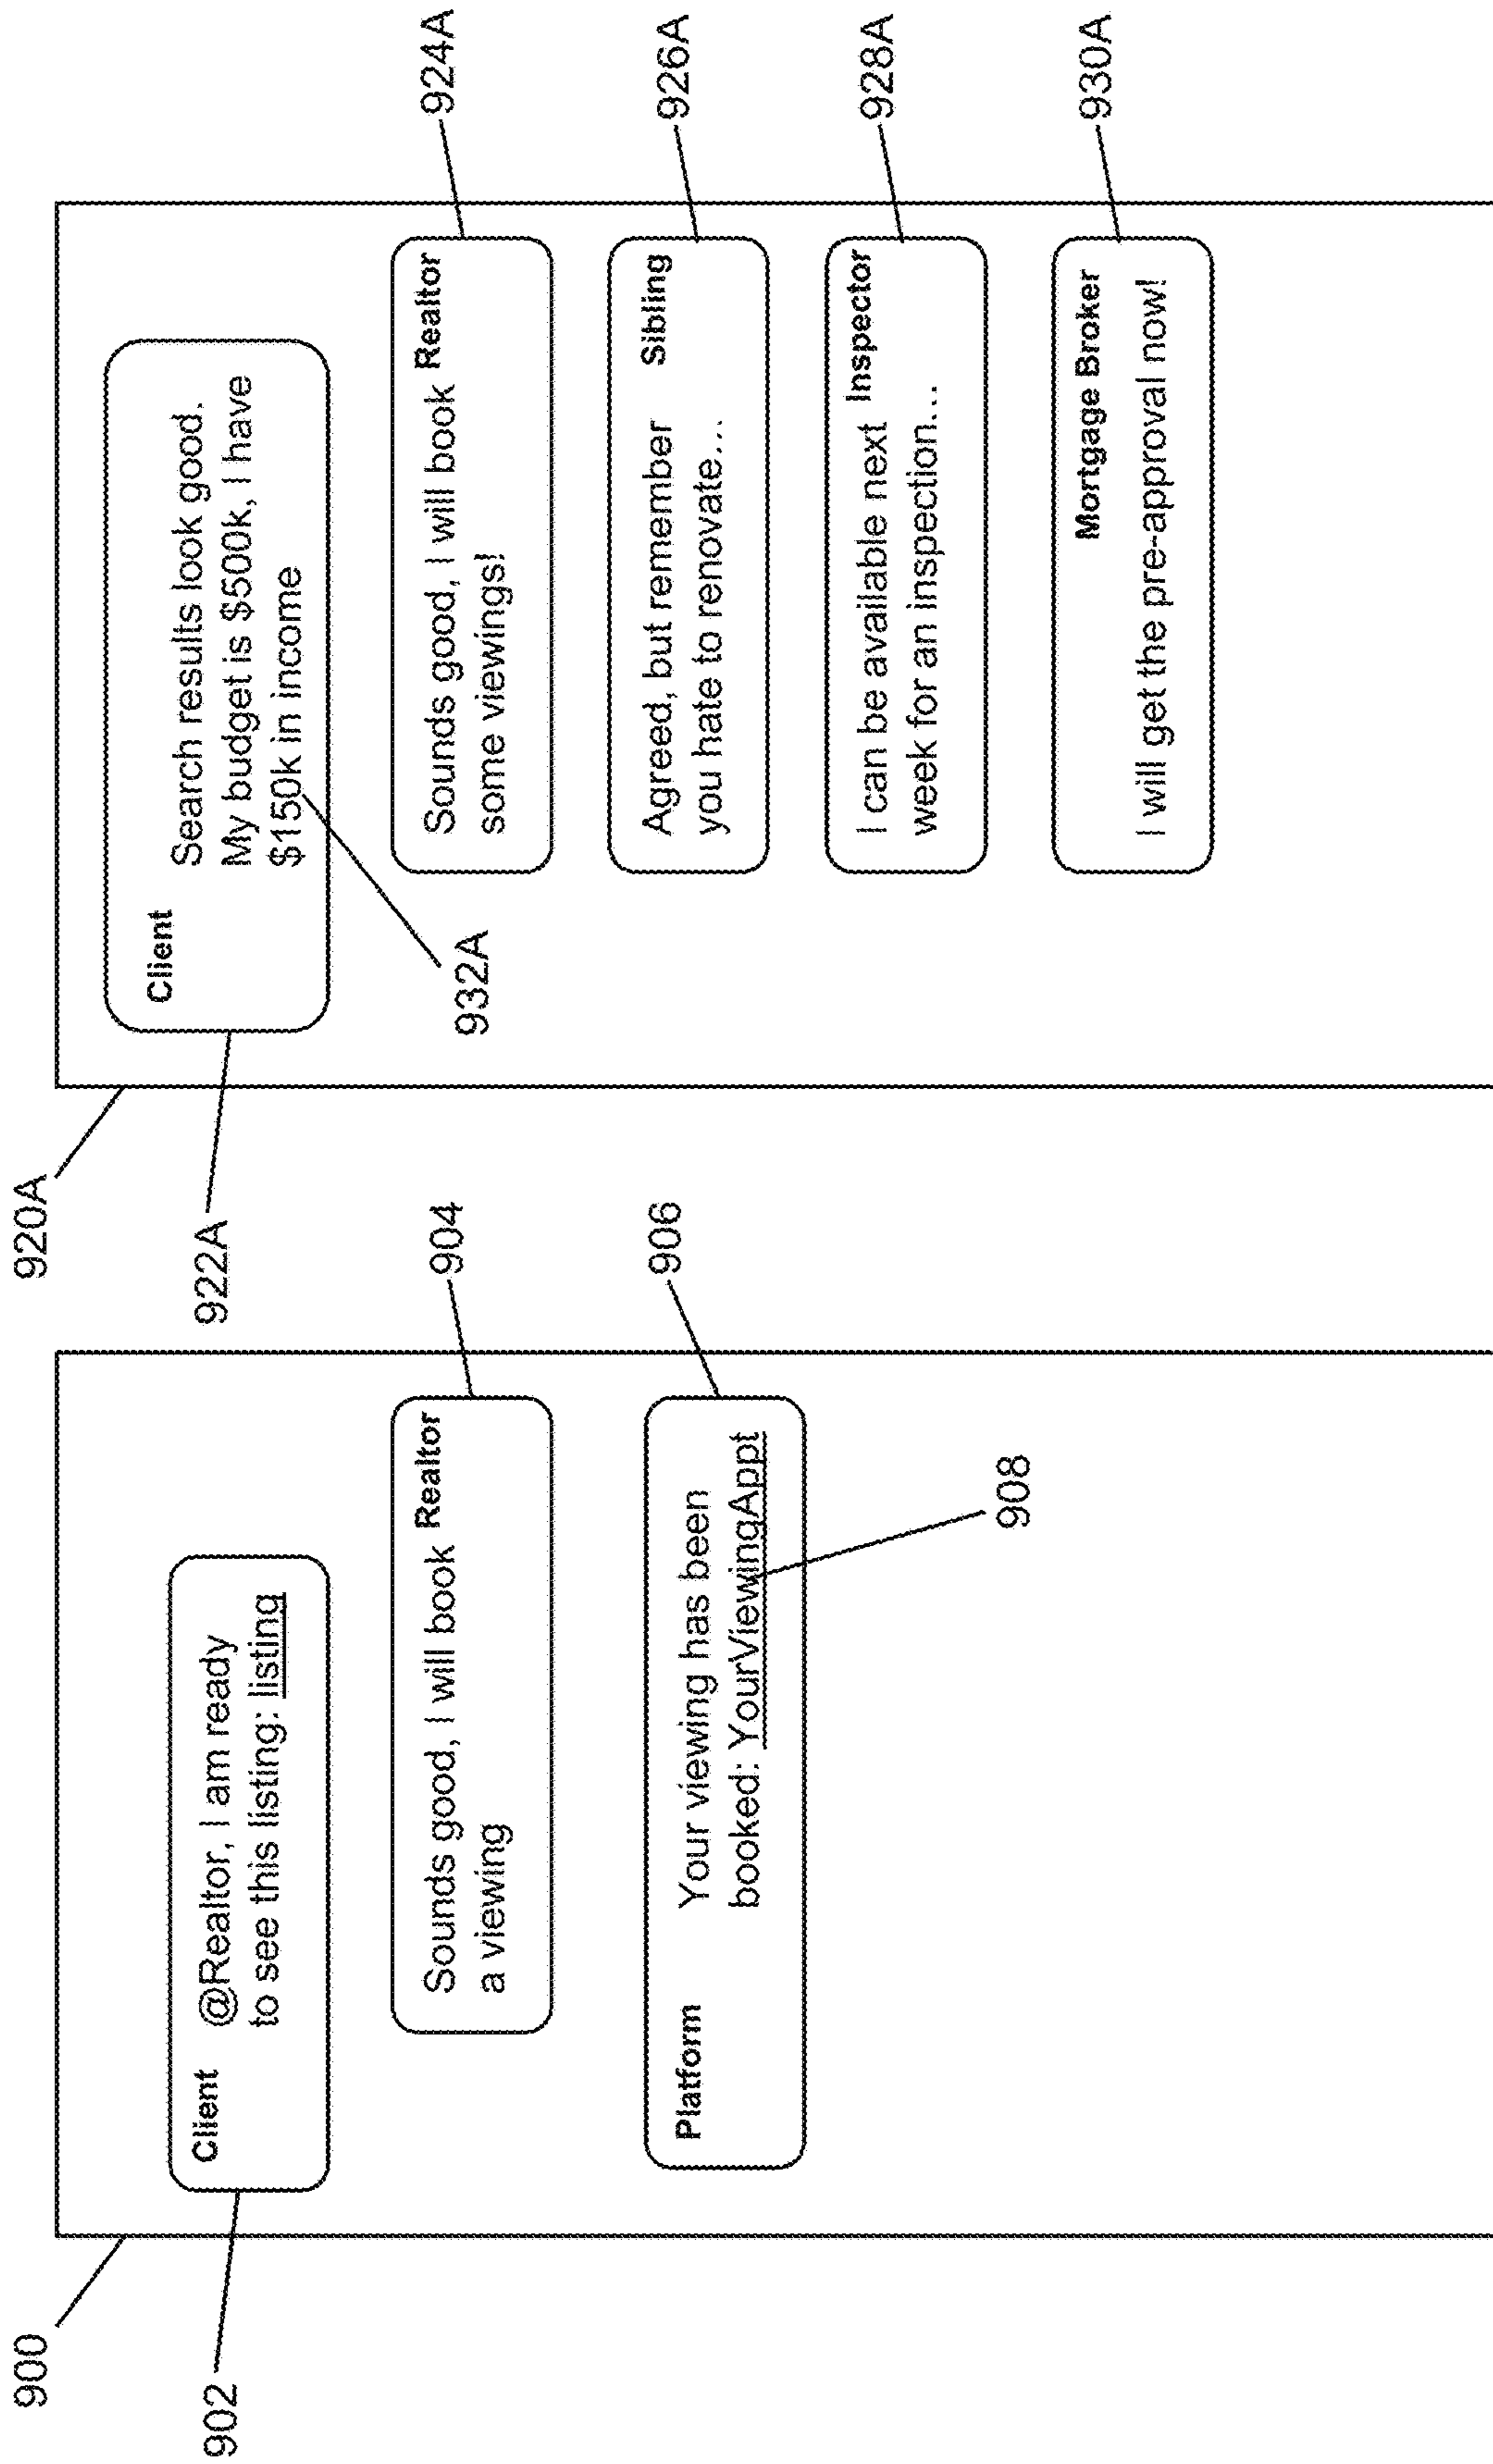 900
902
Client
@Realtor, I am ready
to see this listing: listing
904
Realtor
Sounds good, I will book
a viewing
906
Platform
Your viewing has been
booked: YourViewingAppt
908
920A
922A
Client
Search results look good.
My budget is $500k, I have
$150k in income
932A
924A
Realtor
Sounds good, I will book
some viewings!
926A
Sibling
Agreed, but remember
you hate to renovate...
928A
Inspector
I can be available next
week for an inspection...
930A
Mortgage Broker
I will get the pre-approval now!